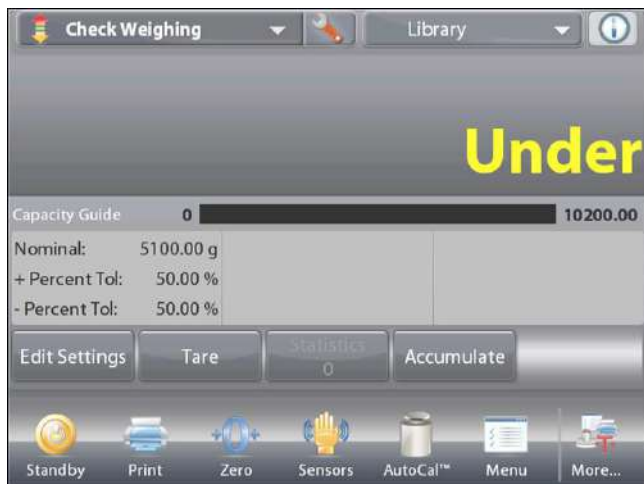 Check Weighing Library
Under
Capacity Guide 0 10200.00
Nominal: 5100.00 g
+ Percent Tol: 50.00 %
- Percent Tol: 50.00 %
Edit Settings Tare Statistics Accumulate
0
Standby Print Zero Sensors AutoCal™ Menu More...